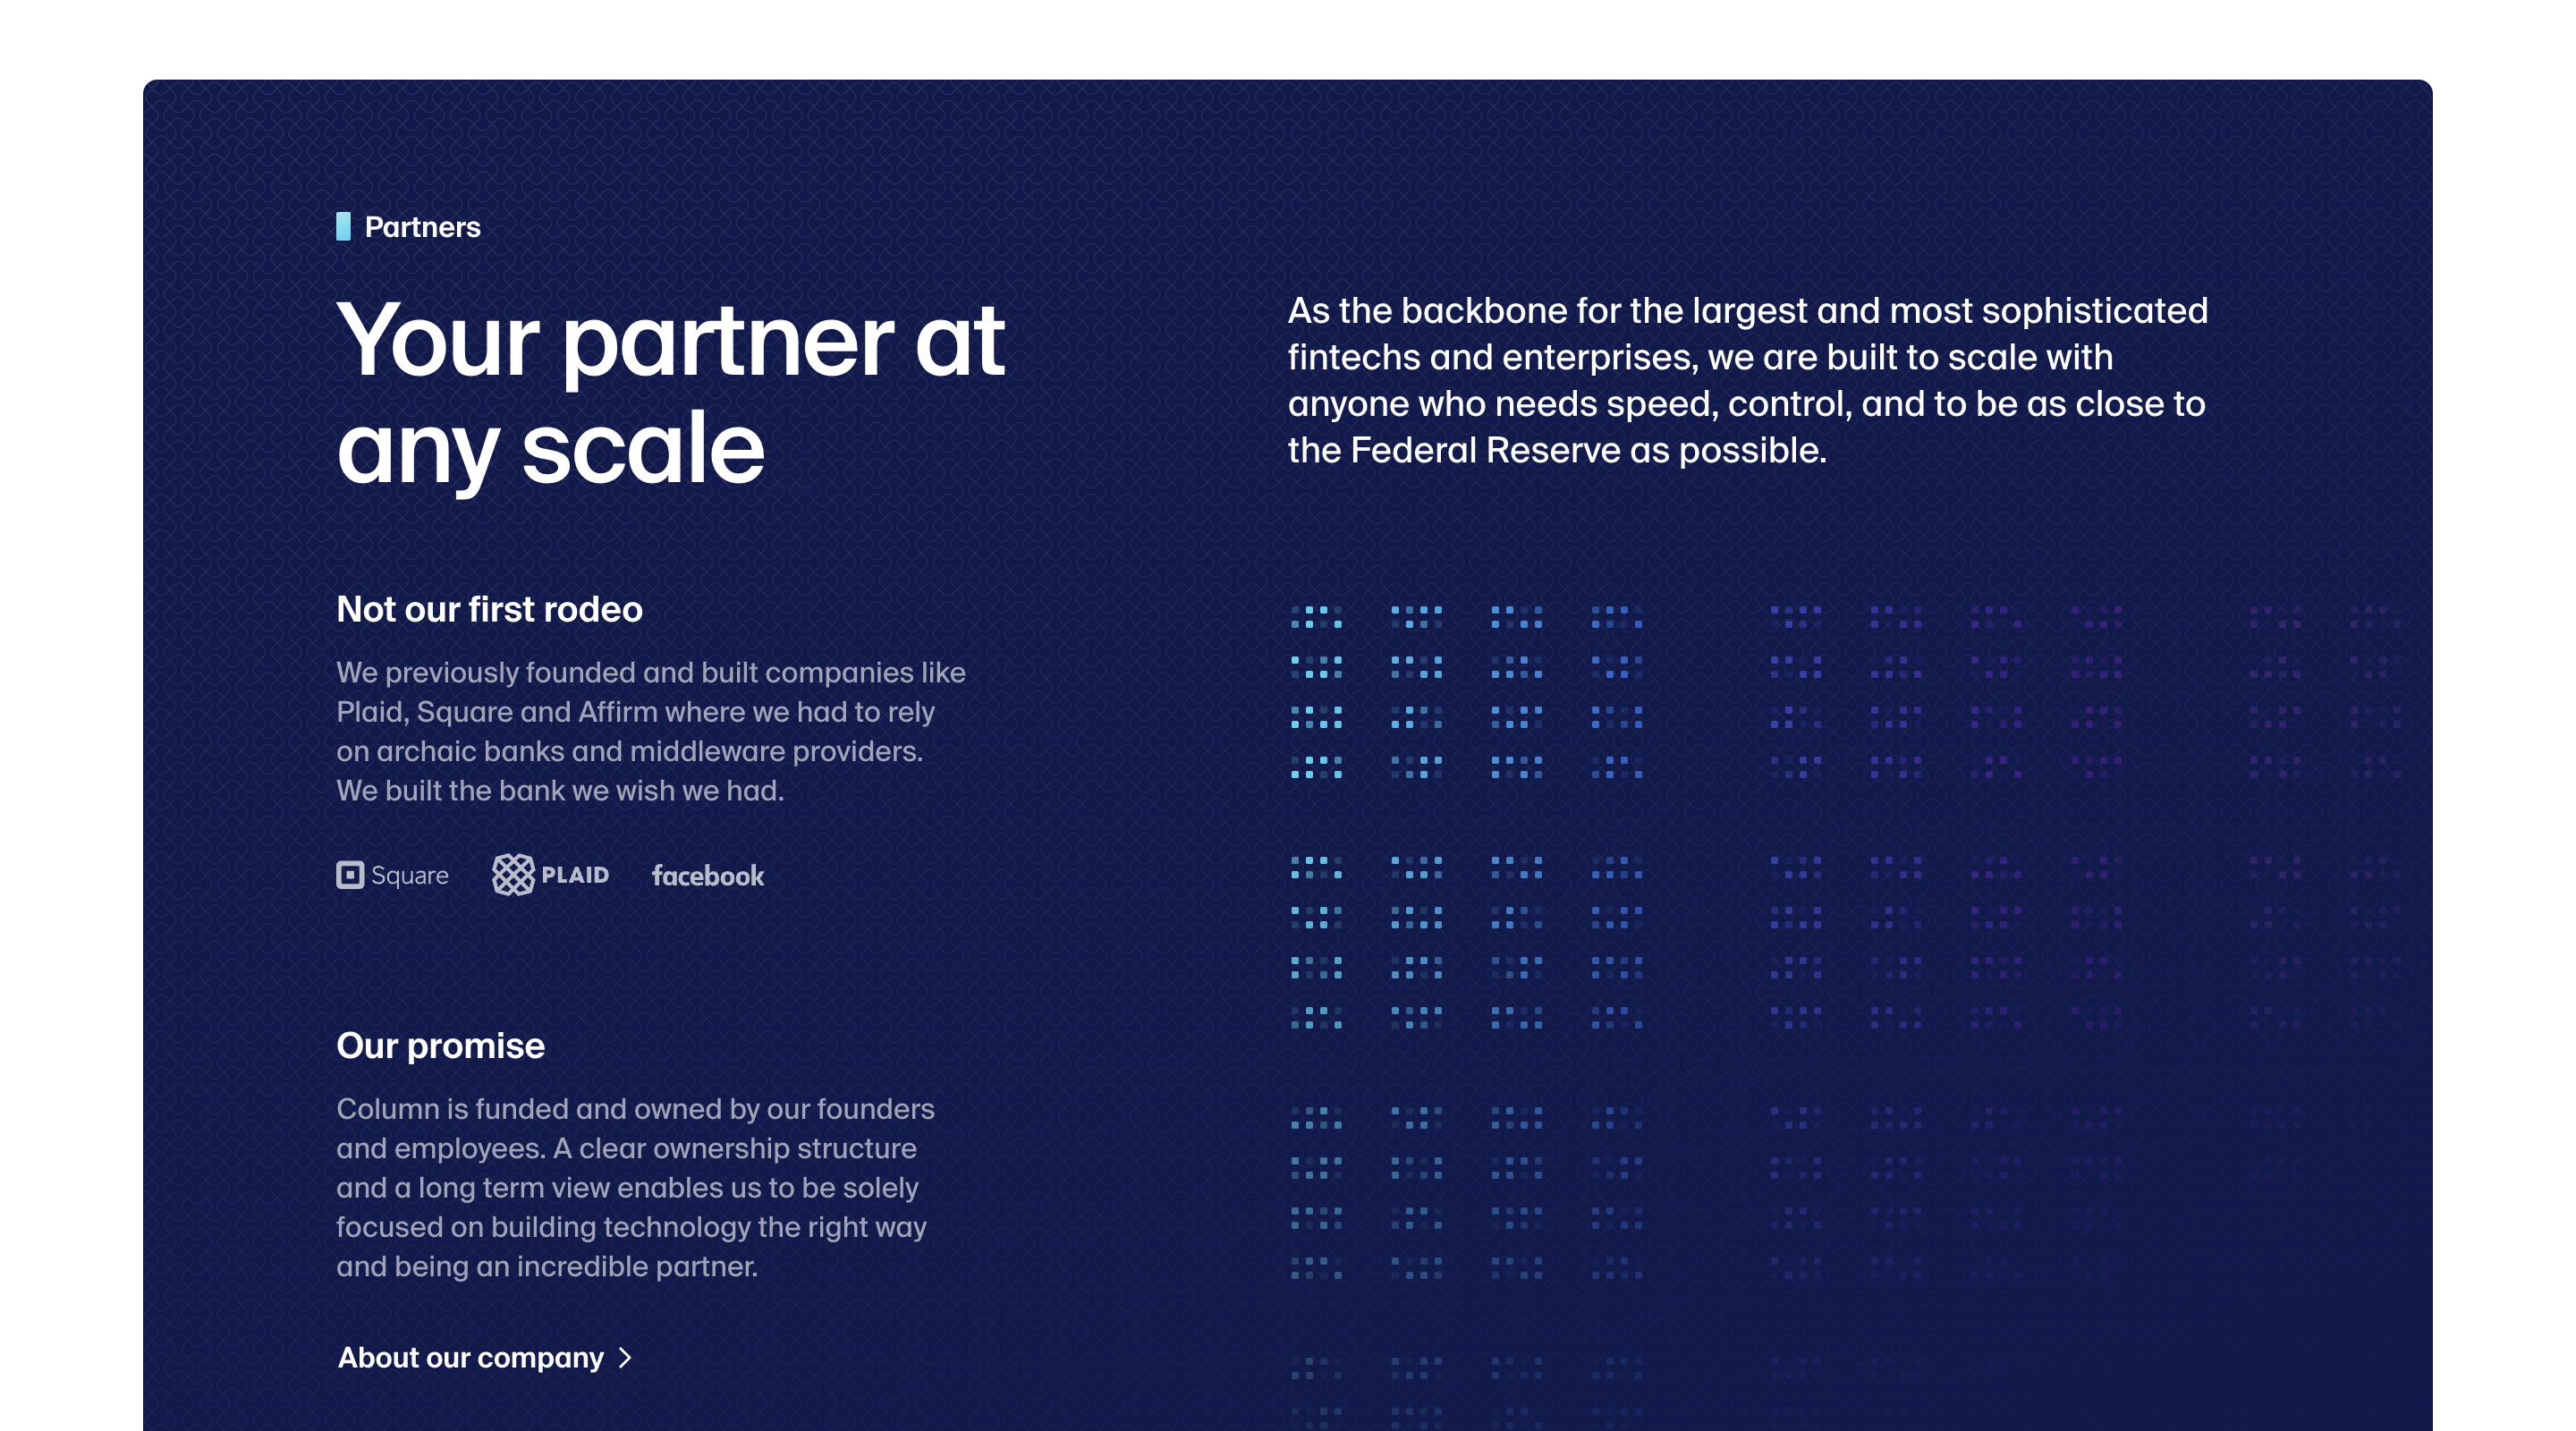 Partners
Your partner at
any scale
As the backbone for the largest and most sophisticated
fintechs and enterprises, we are built to scale with
anyone who needs speed, control, and to be as close to
the Federal Reserve as possible.
Not our first rodeo
We previously founded and built companies like
Plaid, Square and Affirm where we had to rely
on archaic banks and middleware providers.
We built the bank we wish we had.
Square PLAID facebook
Our promise
Column is funded and owned by our founders
and employees. A clear ownership structure
and a long term view enables us to be solely
focused on building technology the right way
and being an incredible partner.
About our company